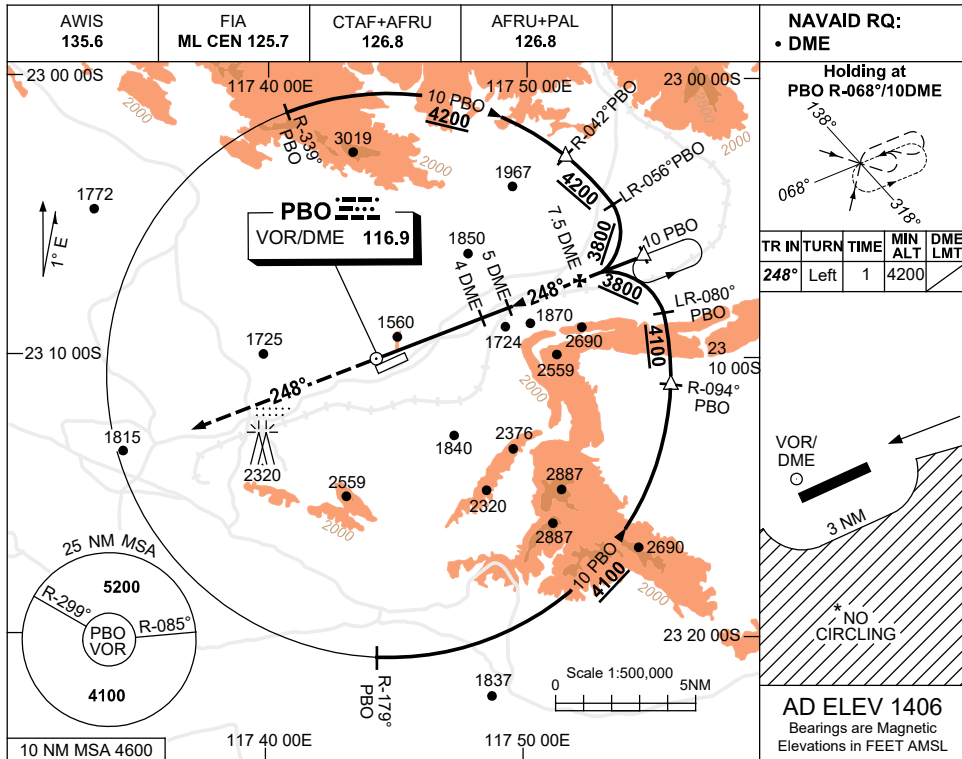 AWIS
135.6
FIA
ML CEN 125.7
CTAF+AFRU
126.8
AFRU+PAL
126.8
NAVAID RQ:
• DME
23 00 00S
117 40 00E
117 50 00E
23 00 00S
2000
2000
2000
2000
R-339°
PBO
10 PBO
4200
R-042°PBO
3019
1967
4200
LR-056°PBO
1772
1° E
PBO
VOR/DME 116.9
1850
4 DME
5 DME
7.5 DME
3800
10 PBO
248°
3800
LR-080°
PBO
23 10 00S
1725
1560
1724
1870
2690
2559
4100
23
10 00S
2000
R-094°
PBO
248°
1815
2320
2559
2000
1840
2376
2320
2887
2887
2690
2000
10 PBO
4100
25 NM MSA
5200
R-299°
R-085°
PBO
VOR
4100
10 NM MSA 4600
R-179°
PBO
1837
23 20 00S
Scale 1:500,000
0
5NM
117 40 00E
117 50 00E
Holding at
PBO R-068°/10DME
138°
068°
318°
TR IN
TURN
TIME
MIN
ALT
DME
LMT
248°
Left
1
4200
VOR/
DME
3 NM
*NO
CIRCLING
AD ELEV 1406
Bearings are Magnetic
Elevations in FEET AMSL